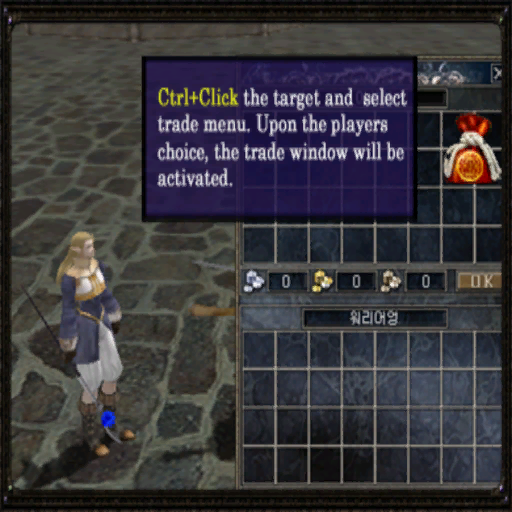 Ctrl+Click the target and select
trade menu. Upon the players
choice, the trade window will be
activated.
0 0 0 OK
워리어엉